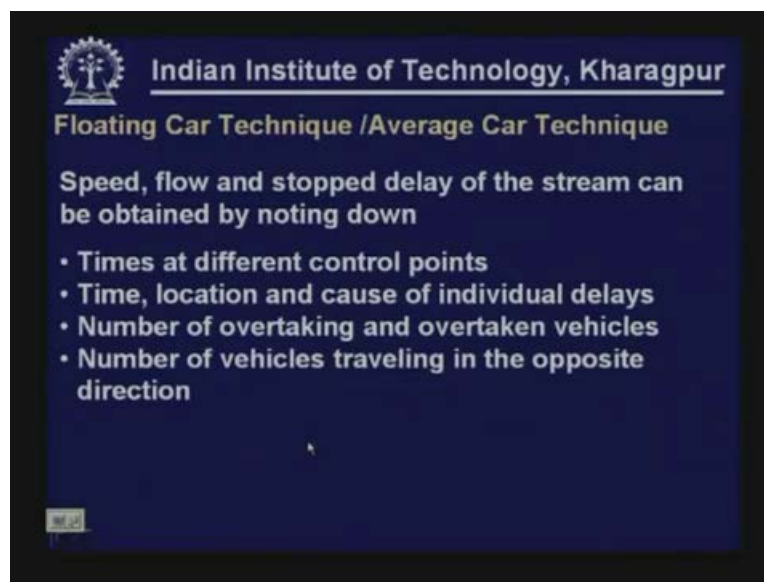 Indian Institute of Technology, Kharagpur
Floating Car Technique /Average Car Technique
Speed, flow and stopped delay of the stream can
be obtained by noting down
• Times at different control points
• Time, location and cause of individual delays
• Number of overtaking and overtaken vehicles
• Number of vehicles traveling in the opposite
direction